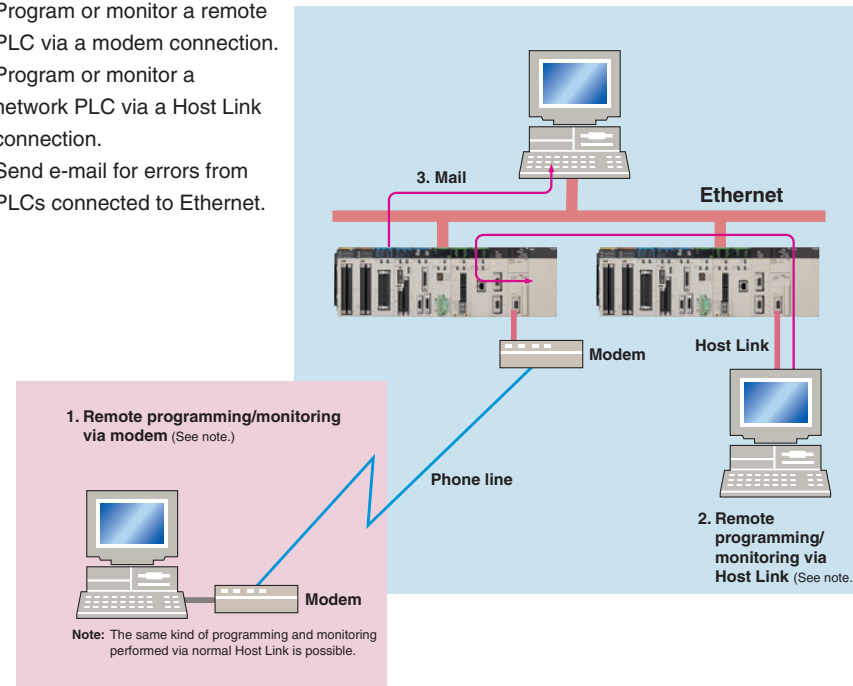 Program or monitor a remote
PLC via a modem connection.
Program or monitor a
network PLC via a Host Link
connection.
Send e-mail for errors from
PLCs connected to Ethernet.
3. Mail
Ethernet
Modem
Host Link
1. Remote programming/monitoring
via modem (See note.)
Phone line
2. Remote
programming/
monitoring via
Host Link (See note.
Modem
Note: The same kind of programming and monitoring
performed via normal Host Link is possible.